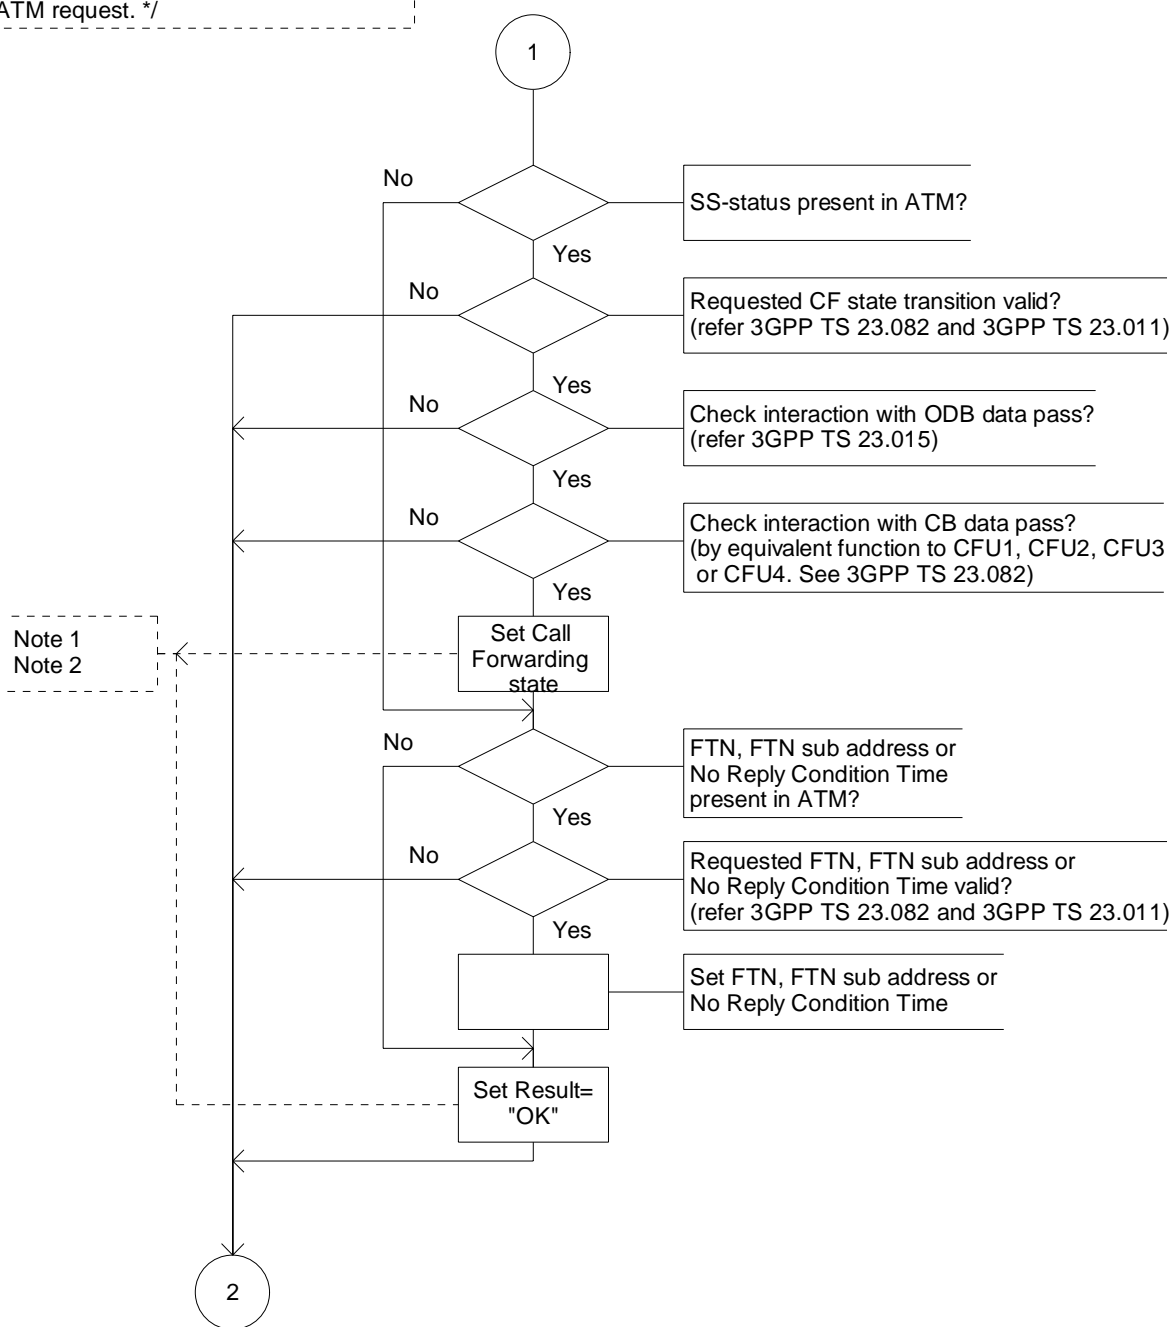 ATM request. */
1
No
SS-status present in ATM?
Yes
No
Requested CF state transition valid?
(refer 3GPP TS 23.082 and 3GPP TS 23.011)
Yes
No
Check interaction with ODB data pass?
(refer 3GPP TS 23.015)
Yes
No
Check interaction with CB data pass?
(by equivalent function to CFU1, CFU2, CFU3
or CFU4. See 3GPP TS 23.082)
Yes
Note 1
Note 2
Set Call
Forwarding
state
No
FTN, FTN sub address or
No Reply Condition Time
present in ATM?
Yes
No
Requested FTN, FTN sub address or
No Reply Condition Time valid?
(refer 3GPP TS 23.082 and 3GPP TS 23.011)
Yes
Set FTN, FTN sub address or
No Reply Condition Time
Set Result=
"OK"
2